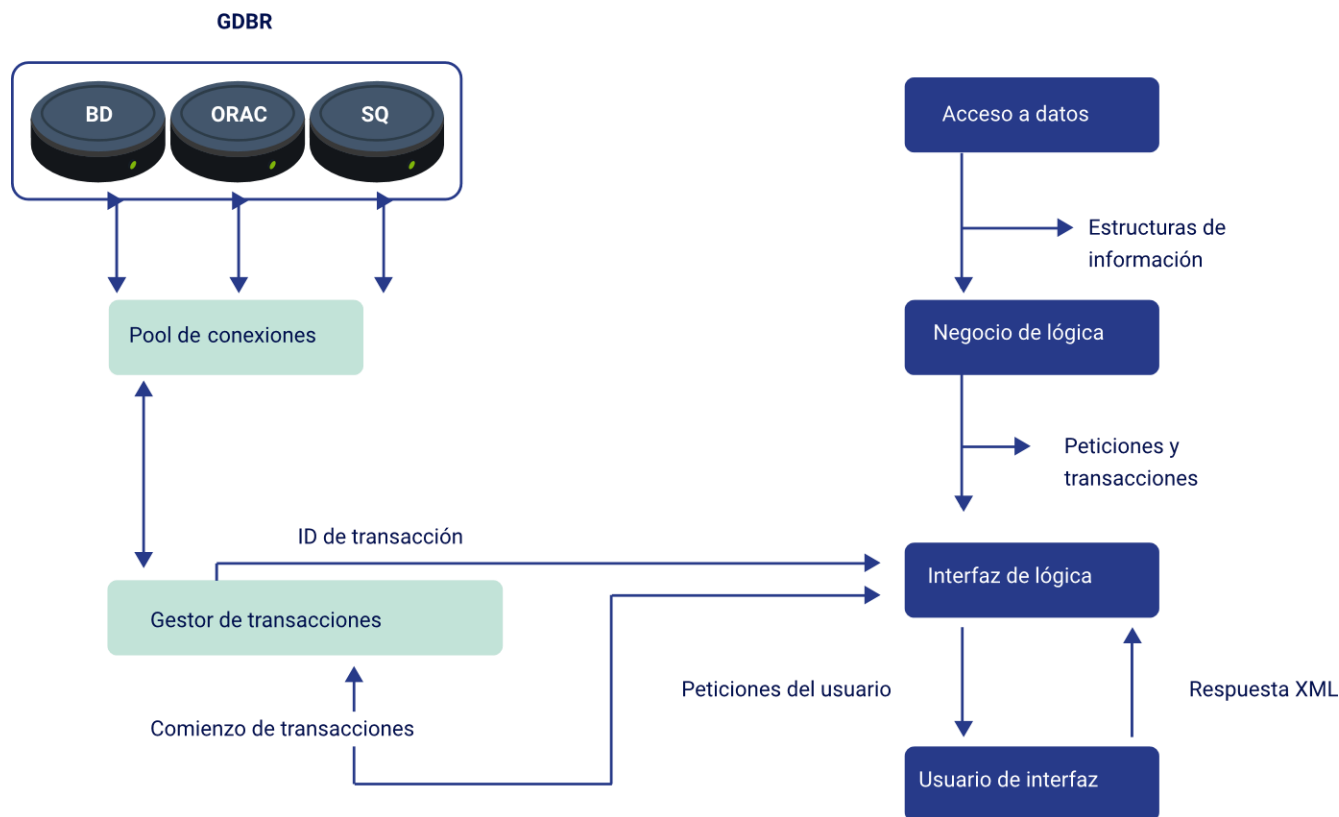 GDBR
BD
ORAC
SQ
Acceso a datos
Estructuras de
información
Pool de conexiones
Negocio de lógica
Peticiones y
transacciones
ID de transacción
Interfaz de lógica
Gestor de transacciones
Peticiones del usuario
Respuesta XML
Comienzo de transacciones
Usuario de interfaz